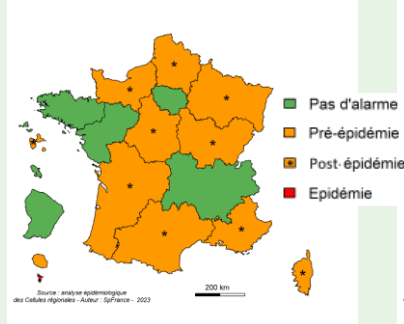 Pas d'alarme
Pré-épidémie
Post-épidémie
Epidémie
200 km
Source : analyse épidémiologique
des Cellules régionales - Auteur : SpFrance - 2023